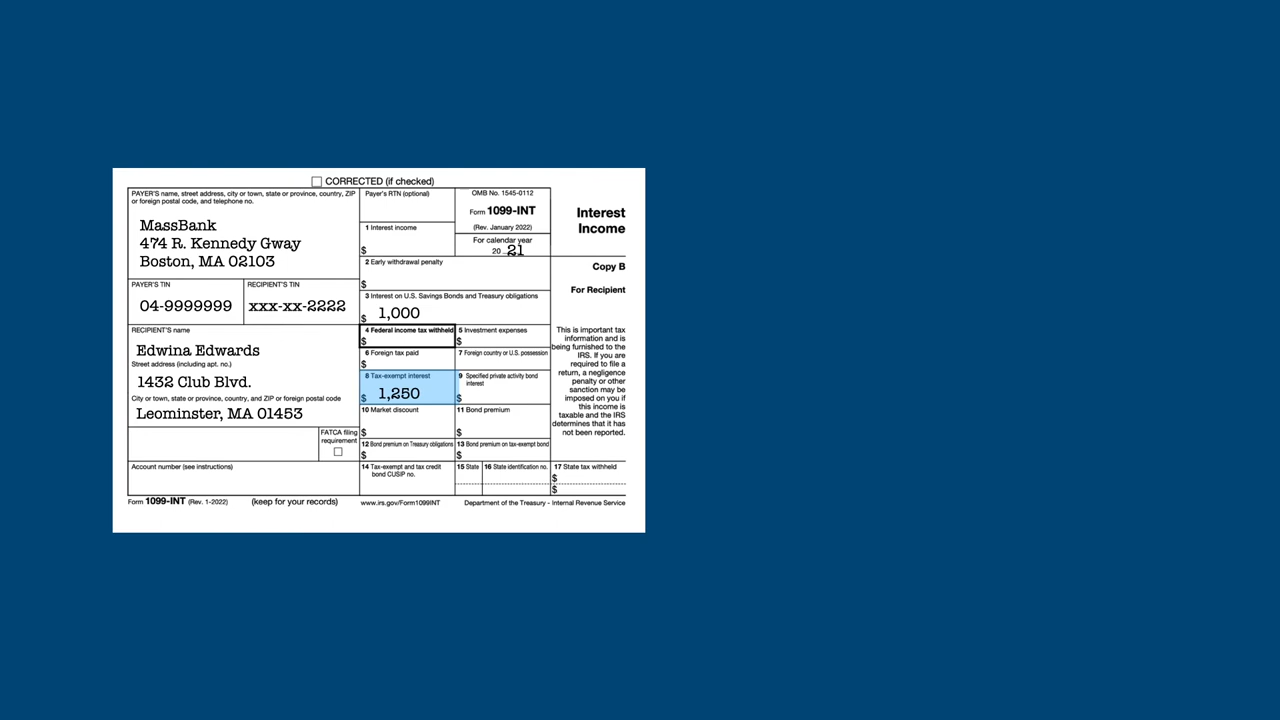 CORRECTED (if checked)
PAYER'S name, street address, city or town, state or province, country, ZIP
or foreign postal code, and telephone no.
MassBank
474 R. Kennedy Gway
Boston, MA 02103
PAYER'S TIN
04-9999999
RECIPIENT'S TIN
xxx-xx-2222
RECIPIENT'S name
Edwina Edwards
Street address (including apt. no.)
1432 Club Blvd.
City or town, state or province, country, and ZIP or foreign postal code
Leominster, MA 01453
FATCA filing
requirement
Account number (see instructions)
Payer's RTN (optional)
1 Interest income
$
OMB No. 1545-0112
Form 1099-INT
(Rev. January 2022)
For calendar year
20 21
Interest
Income
2 Early withdrawal penalty
$
Copy B
For Recipient
3 Interest on U.S. Savings Bonds and Treasury obligations
$ 1,000
4 Federal income tax withheld
$
5 Investment expenses
$
6 Foreign tax paid
$
7 Foreign country or U.S. possession
8 Tax-exempt interest
$ 1,250
9 Specified private activity bond
interest
$
10 Market discount
$
11 Bond premium
$
12 Bond premium on Treasury obligations
$
13 Bond premium on tax-exempt bond
$
14 Tax-exempt and tax credit
bond CUSIP no.
15 State
16 State identification no.
17 State tax withheld
$
$
This is important tax
information and is
being furnished to the
IRS. If you are
required to file a
return, a negligence
penalty or other
sanction may be
imposed on you if
this income is
taxable and the IRS
determines that it has
not been reported.
Form 1099-INT (Rev. 1-2022)
(keep for your records)
www.irs.gov/Form1099INT
Department of the Treasury - Internal Revenue Service